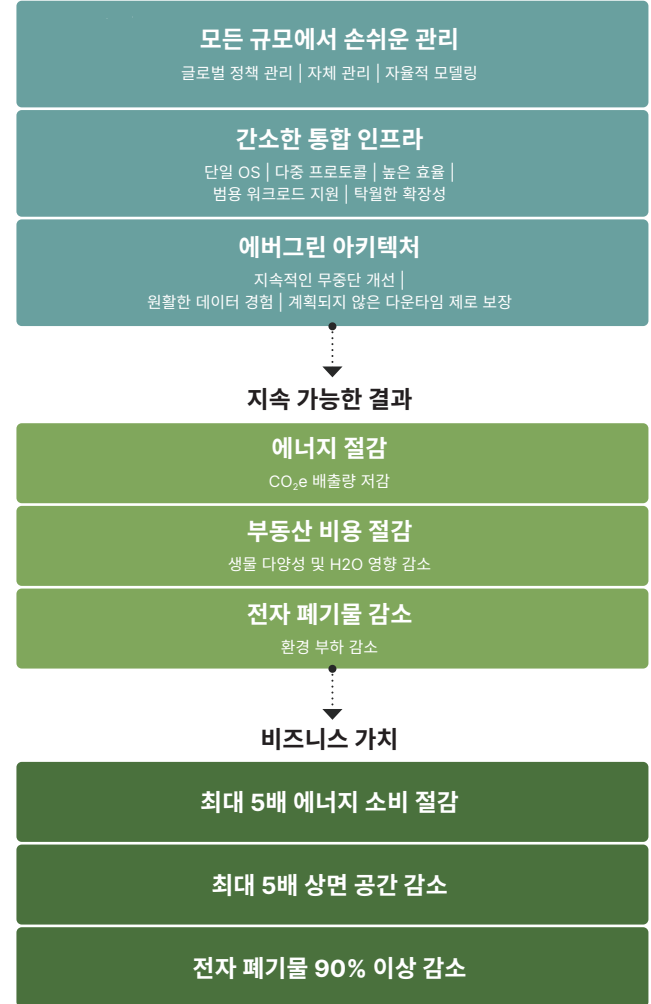 모든 규모에서 손쉬운 관리
글로벌 정책 관리 | 자체 관리 | 자율적 모델링
간소한 통합 인프라
단일 OS | 다중 프로토콜 | 높은 효율 |
범용 워크로드 지원 | 탁월한 확장성
에버그린 아키텍처
지속적인 무중단 개선 |
원활한 데이터 경험 | 계획되지 않은 다운타임 제로 보장
지속 가능한 결과
에너지 절감
CO₂e 배출량 저감
부동산 비용 절감
생물 다양성 및 H2O 영향 감소
전자 폐기물 감소
환경 부하 감소
비즈니스 가치
최대 5배 에너지 소비 절감
최대 5배 상면 공간 감소
전자 폐기물 90% 이상 감소